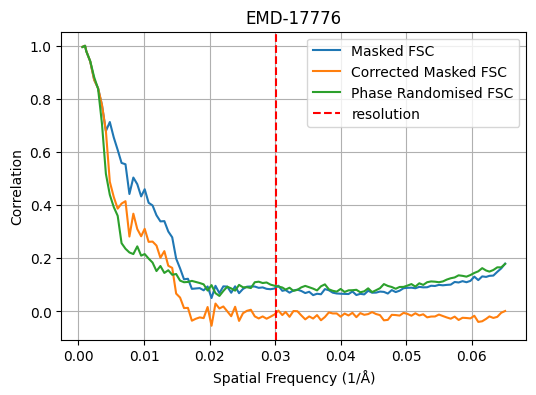 EMD-17776
Masked FSC
Corrected Masked FSC
Phase Randomised FSC
resolution
Correlation
1.0
0.8
0.6
0.4
0.2
0.0
0.00 0.01 0.02 0.03 0.04 0.05 0.06
Spatial Frequency (1/Å)